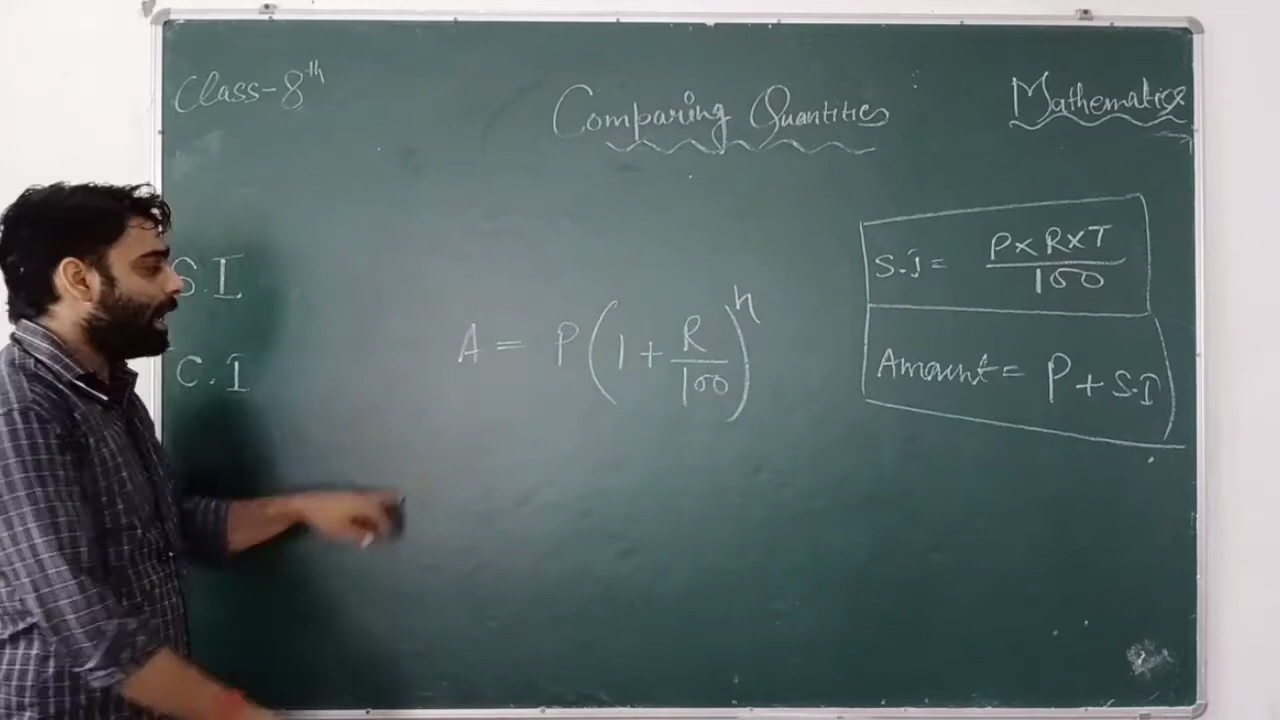 Class-8th
Comparing Quantities
Mathematics
S.I
C.I
A = P(1 + R/100)^n
S.I = P×R×T/100
Amount = P + S.I